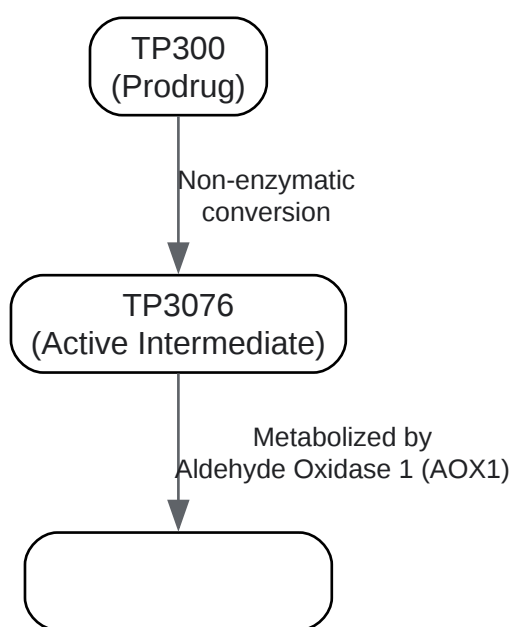 TP300
(Prodrug)
Non-enzymatic
conversion
TP3076
(Active Intermediate)
Metabolized by
Aldehyde Oxidase 1 (AOX1)